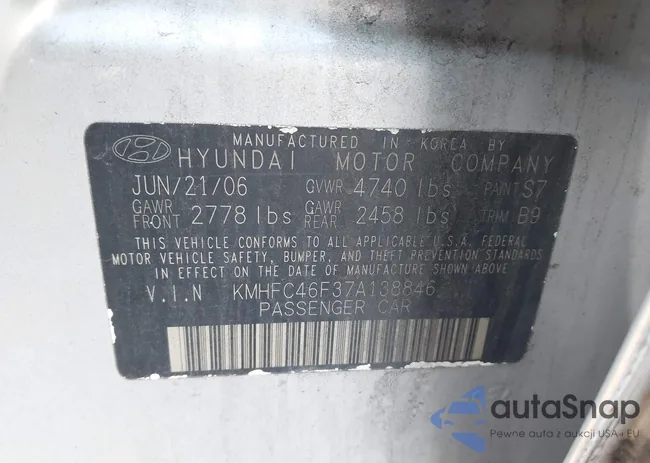 MANUFACTURED IN KOREA BY
HYUNDAI MOTOR COMPANY
JUN/21/06 GVWR 4740 lbs PAINT S7
GAWR FRONT 2778 lbs GAWR REAR 2458 lbs TRIM B9
THIS VEHICLE CONFORMS TO ALL APPLICABLE U.S.A. FEDERAL
MOTOR VEHICLE SAFETY, BUMPER, AND THEFT PREVENTION STANDARDS
IN EFFECT ON THE DATE OF MANUFACTURE SHOWN ABOVE
V.I.N KMHFC46F37A138846
PASSENGER CAR
autaSnap
Pewne auta z aukcji USA i EU